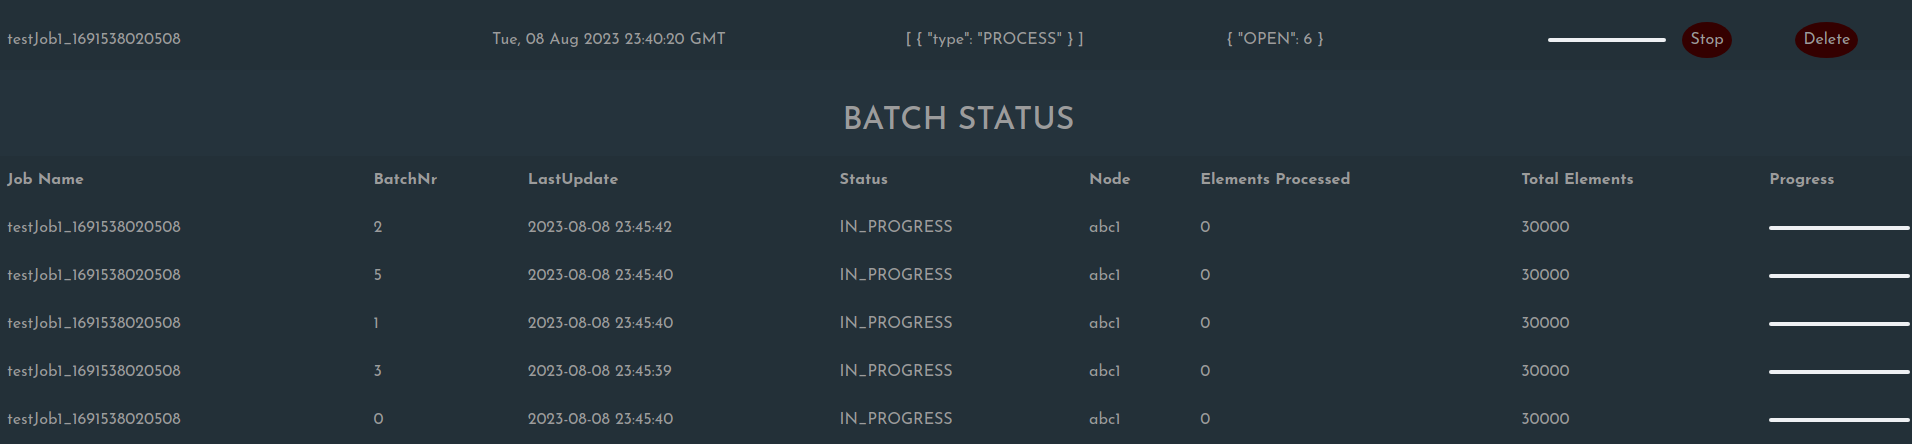 testJob1_1691538020508 Tue, 08 Aug 2023 23:40:20 GMT [ { "type": "PROCESS" } ] { "OPEN": 6 } Stop Delete
BATCH STATUS
Job Name BatchNr LastUpdate Status Node Elements Processed Total Elements Progress
testJob1_1691538020508 2 2023-08-08 23:45:42 IN_PROGRESS abc1 0 30000
testJob1_1691538020508 5 2023-08-08 23:45:40 IN_PROGRESS abc1 0 30000
testJob1_1691538020508 1 2023-08-08 23:45:40 IN_PROGRESS abc1 0 30000
testJob1_1691538020508 3 2023-08-08 23:45:39 IN_PROGRESS abc1 0 30000
testJob1_1691538020508 0 2023-08-08 23:45:40 IN_PROGRESS abc1 0 30000